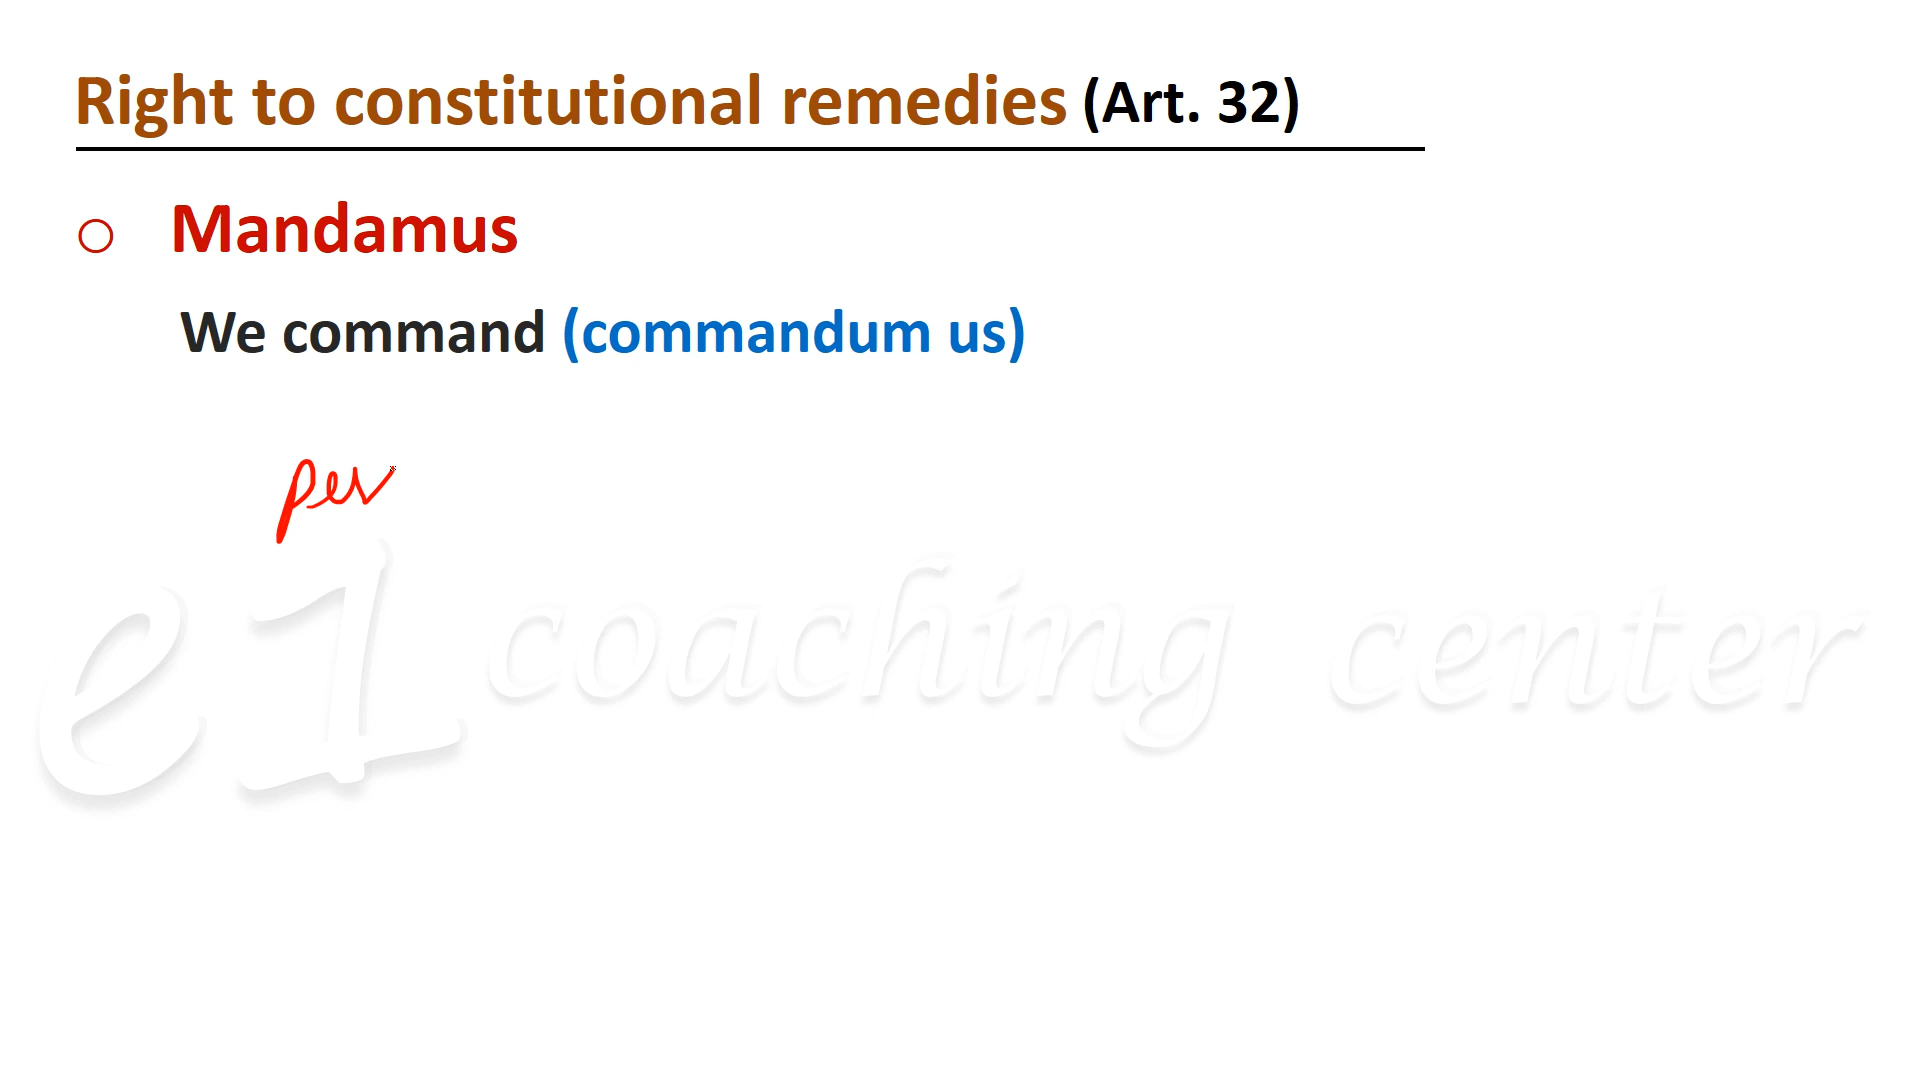 Right to constitutional remedies (Art. 32)
○ Mandamus
We command (commandum us)
per
e1 coaching center